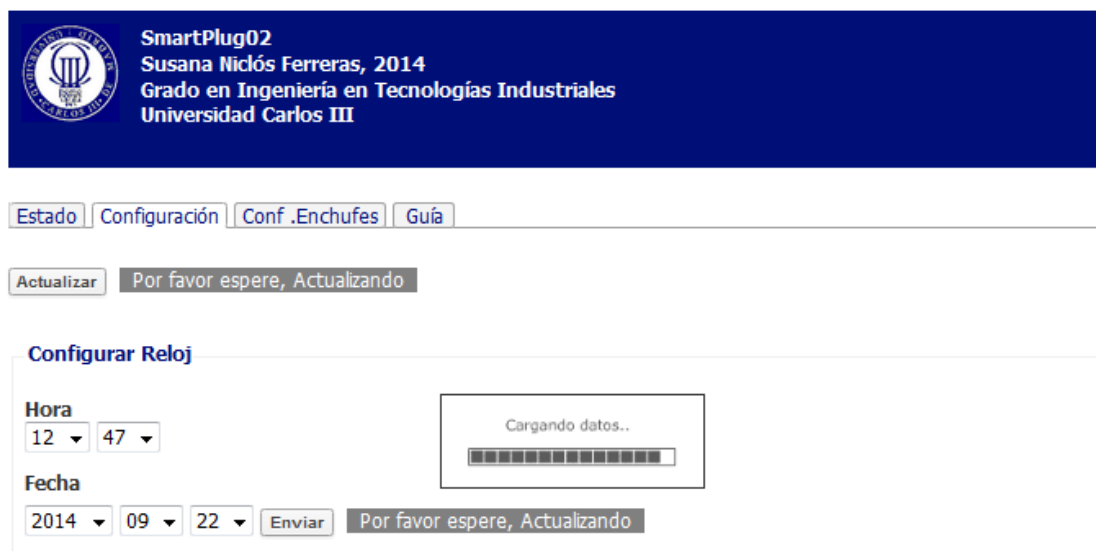 SmartPlug02
Susana Niclós Ferreras, 2014
Grado en Ingeniería en Tecnologías Industriales
Universidad Carlos III
Estado Configuración Conf .Enchufes Guía
Actualizar Por favor espere, Actualizando
Configurar Reloj
Hora
12 47
Cargando datos..
Fecha
2014 09 22 Enviar Por favor espere, Actualizando